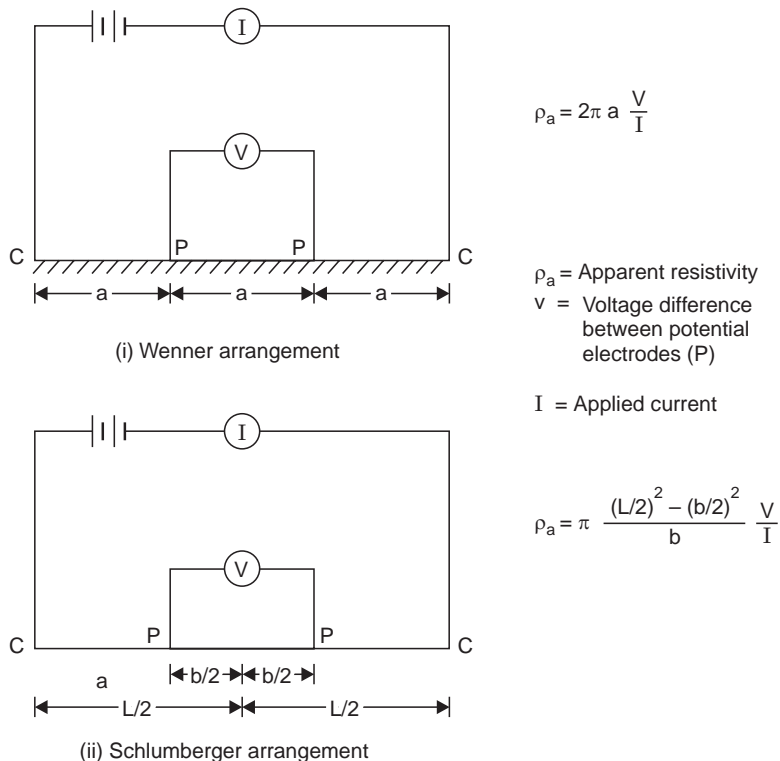 I
V
C P P C
a a a
(i) Wenner arrangement
ρa = 2π a V/I
ρa = Apparent resistivity
v = Voltage difference
between potential
electrodes (P)
I = Applied current
I
V
C P P C
a b/2 b/2
L/2 L/2
(ii) Schlumberger arrangement
ρa = π (L/2)² – (b/2)²/b V/I